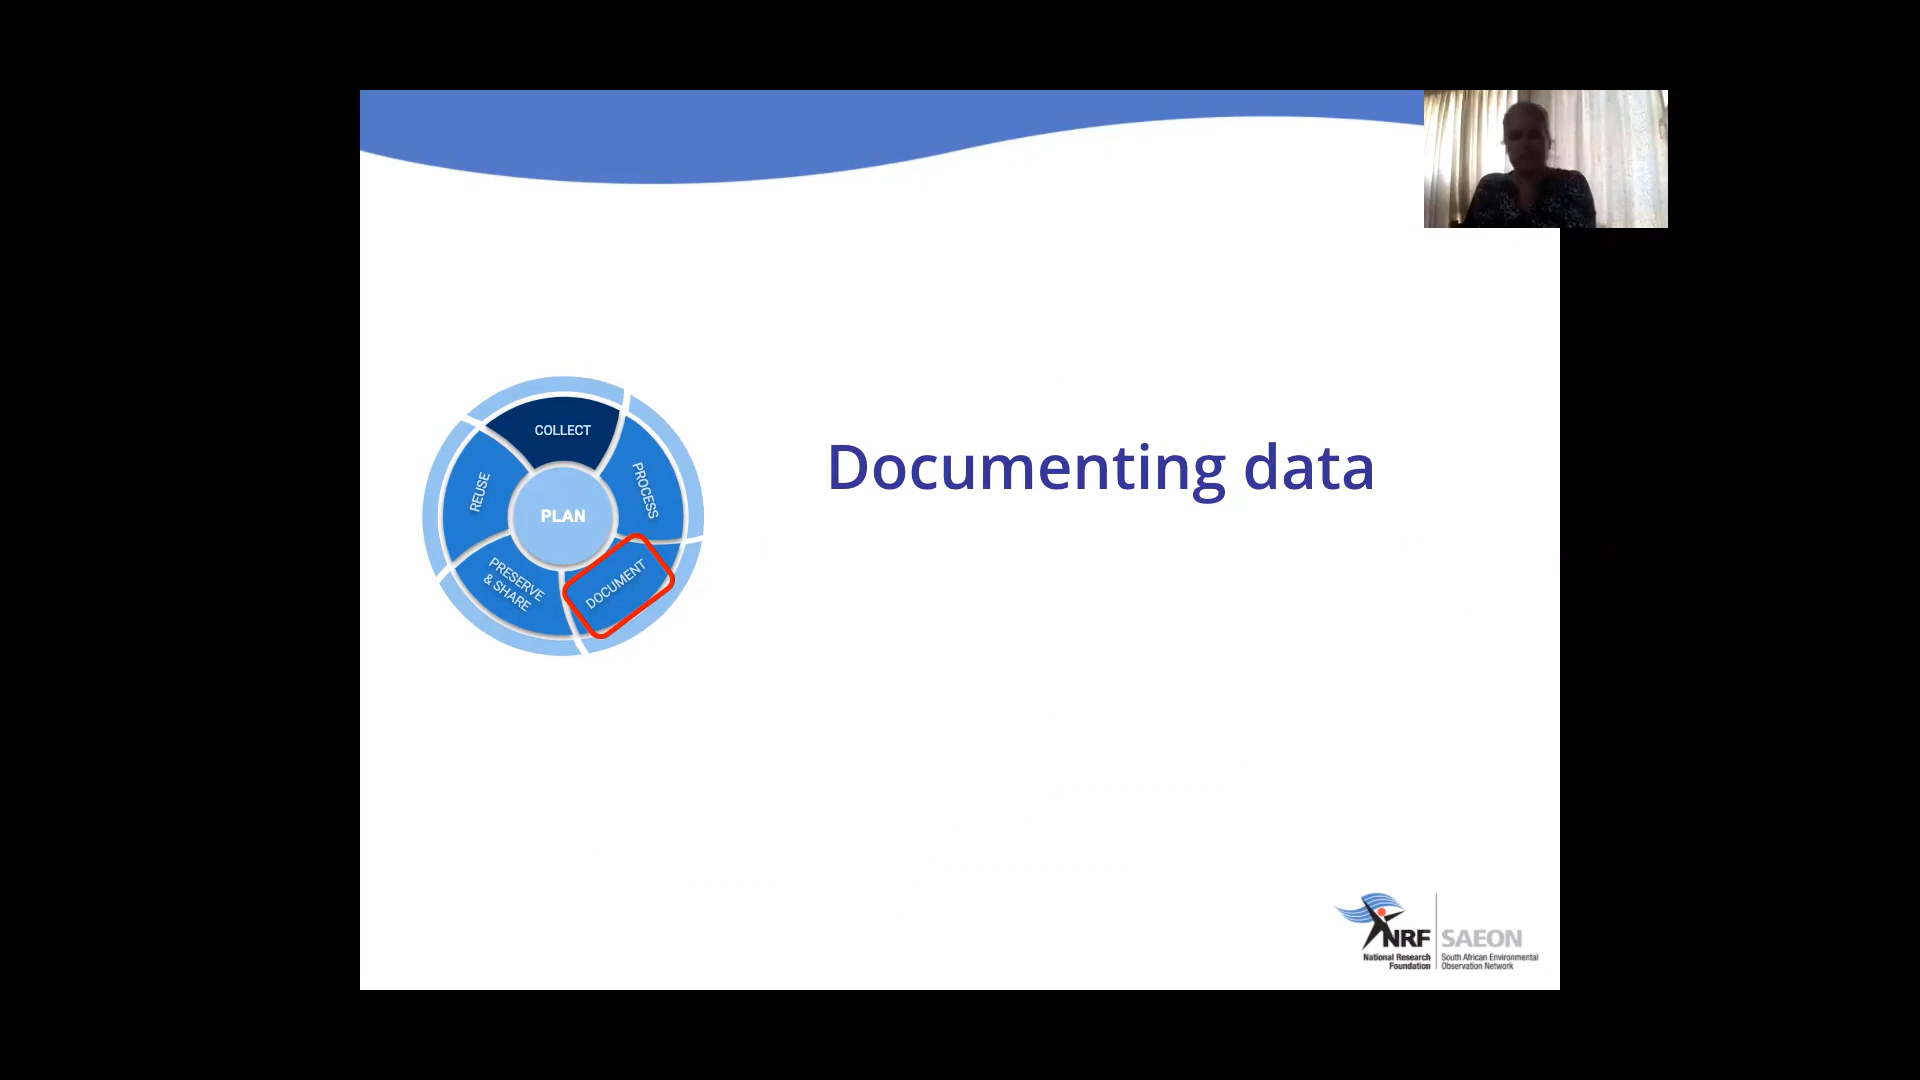 COLLECT
PROCESS
REUSE
PLAN
DOCUMENT
PRESERVE
& SHARE
Documenting data
NRF
National Research
Foundation
SAEON
South African Environmental
Observation Network